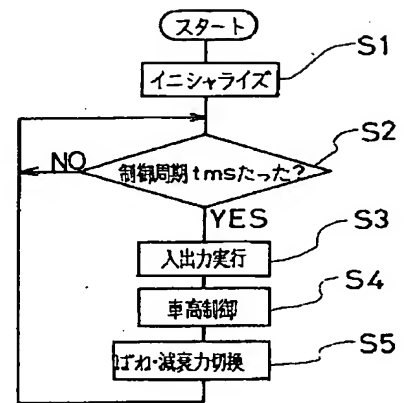 スタート
S1
イニシャライズ
S2
制御周期tmsたった?
NO
YES
S3
入出力実行
S4
車高制御
S5
ばね・減衰力切換